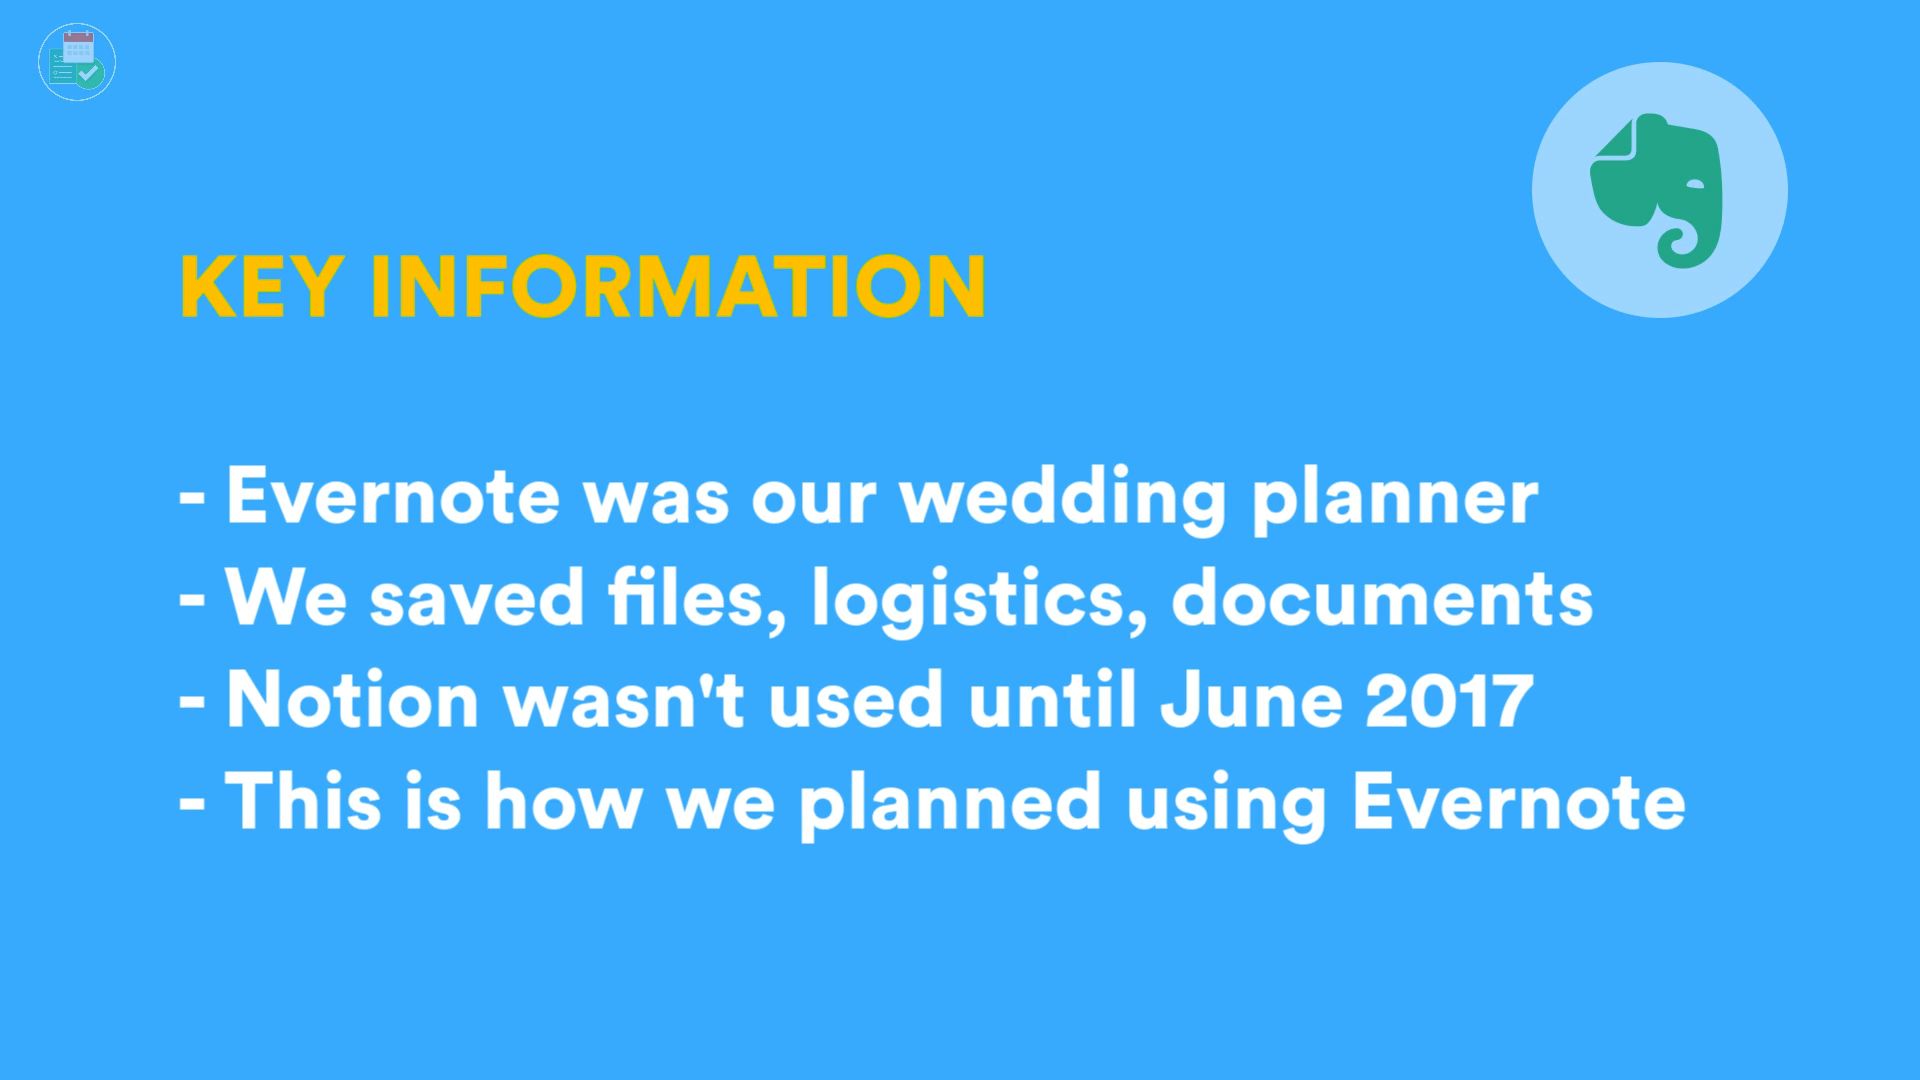 KEY INFORMATION
- Evernote was our wedding planner
- We saved files, logistics, documents
- Notion wasn't used until June 2017
- This is how we planned using Evernote